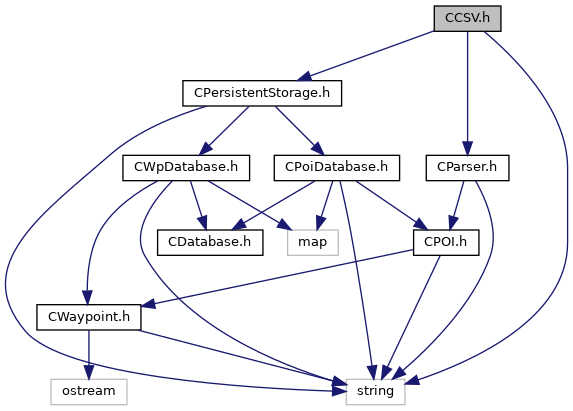 CCSV.h
CPersistentStorage.h
CWpDatabase.h
CPoiDatabase.h
CParser.h
CDatabase.h
map
CPOI.h
CWaypoint.h
ostream
string